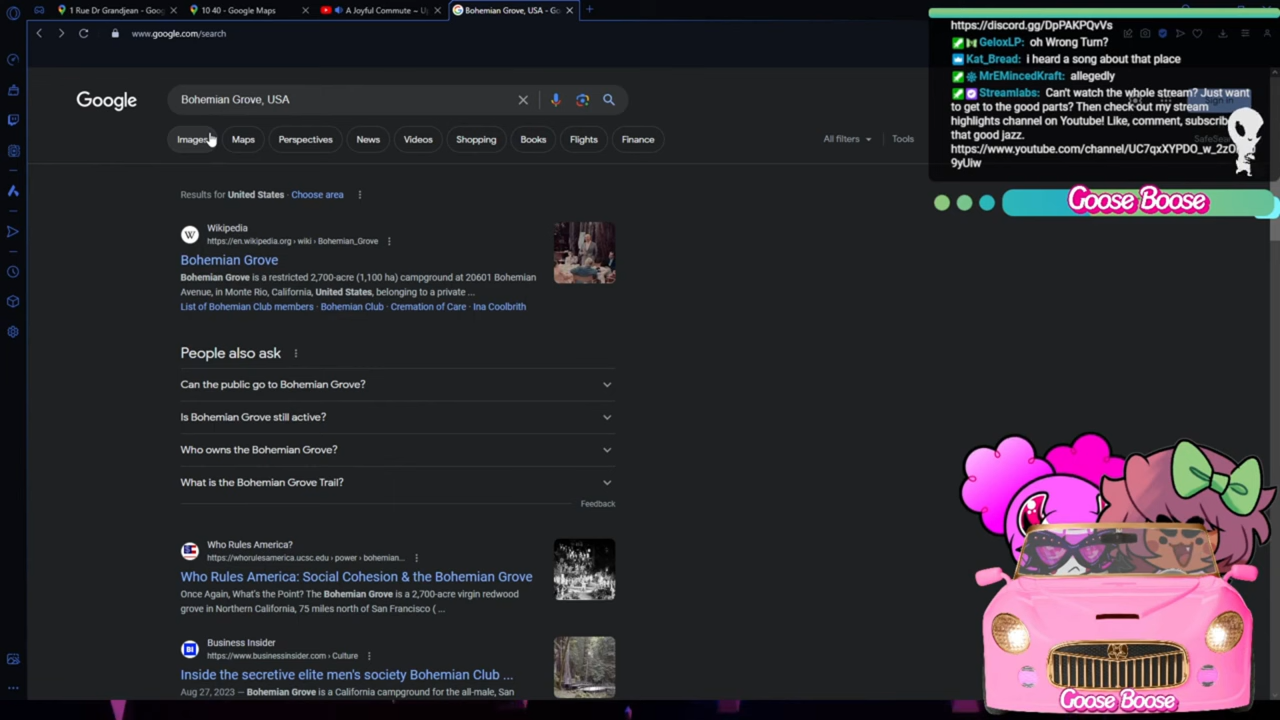 1 Rue Dr Grandjean - Goog
10 40 - Google Maps
A Joyful Commute ~ U
Bohemian Grove, USA - Go
www.google.com/search
https://discord.gg/DpPAKPQvVs
GeloxLP: oh Wrong Turn?
Kat_Bread: i heard a song about that place
MrEMincedKraft: allegedly
Streamlabs: Can't watch the whole stream? Just want
to get to the good parts? Then check out my stream
highlights channel on Youtube! Like, comment, subscribe
that good jazz.
https://www.youtube.com/channel/UC7qxXYPDO_w_2z0
9yUiw
Goose Boose
Google
Bohemian Grove, USA
Images
Maps
Perspectives
News
Videos
Shopping
Books
Flights
Finance
All filters
Tools
Results for United States Choose area
W
Wikipedia
https://en.wikipedia.org › wiki › Bohemian_Grove
Bohemian Grove
Bohemian Grove is a restricted 2,700-acre (1,100 ha) campground at 20601 Bohemian
Avenue, in Monte Rio, California, United States, belonging to a private ...
List of Bohemian Club members · Bohemian Club · Cremation of Care · Ina Coolbrith
People also ask
Can the public go to Bohemian Grove?
Is Bohemian Grove still active?
Who owns the Bohemian Grove?
What is the Bohemian Grove Trail?
Feedback
Who Rules America?
https://whorulesamerica.ucsc.edu › power › bohemian...
Who Rules America: Social Cohesion & the Bohemian Grove
Once Again, What's the Point? The Bohemian Grove is a 2,700-acre virgin redwood
grove in Northern California, 75 miles north of San Francisco ( ...
BI
Business Insider
https://www.businessinsider.com › Culture
Inside the secretive elite men's society Bohemian Club ...
Aug 27, 2023 — Bohemian Grove is a California campground for the all-male, San
Goose Boose